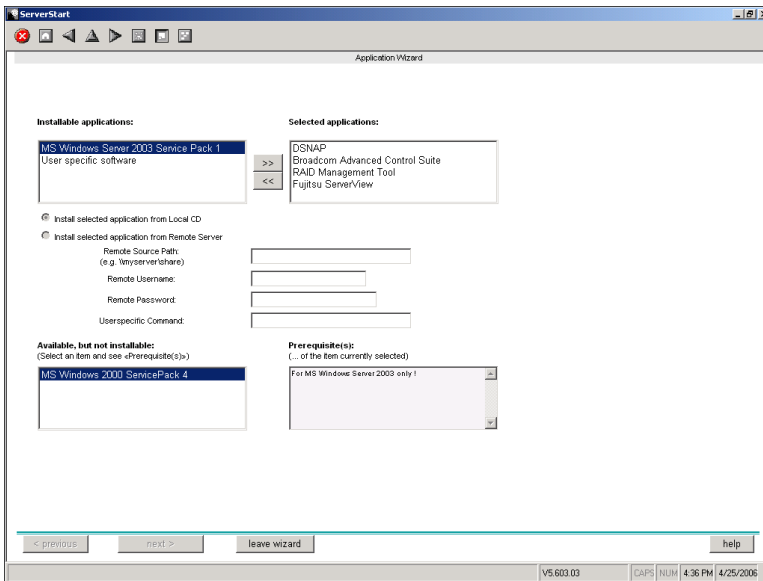 ServerStart
Application Wizard
Installable applications:
Selected applications:
MS Windows Server 2003 Service Pack 1
User specific software
>>
<<
DSNAP
Broadcom Advanced Control Suite
RAID Management Tool
Fujitsu ServerView
Install selected application from Local CD
Install selected application from Remote Server
Remote Source Path:
(e.g. \\myserver\share)
Remote Username:
Remote Password:
Userspecific Command:
Available, but not installable:
(Select an item and see «Prerequisite(s)»)
Prerequisite(s):
(... of the item currently selected)
MS Windows 2000 ServicePack 4
For MS Windows Server 2003 only !
< previous
next >
leave wizard
help
V5.603.03
CAPS
NUM
4:36 PM
4/25/2006